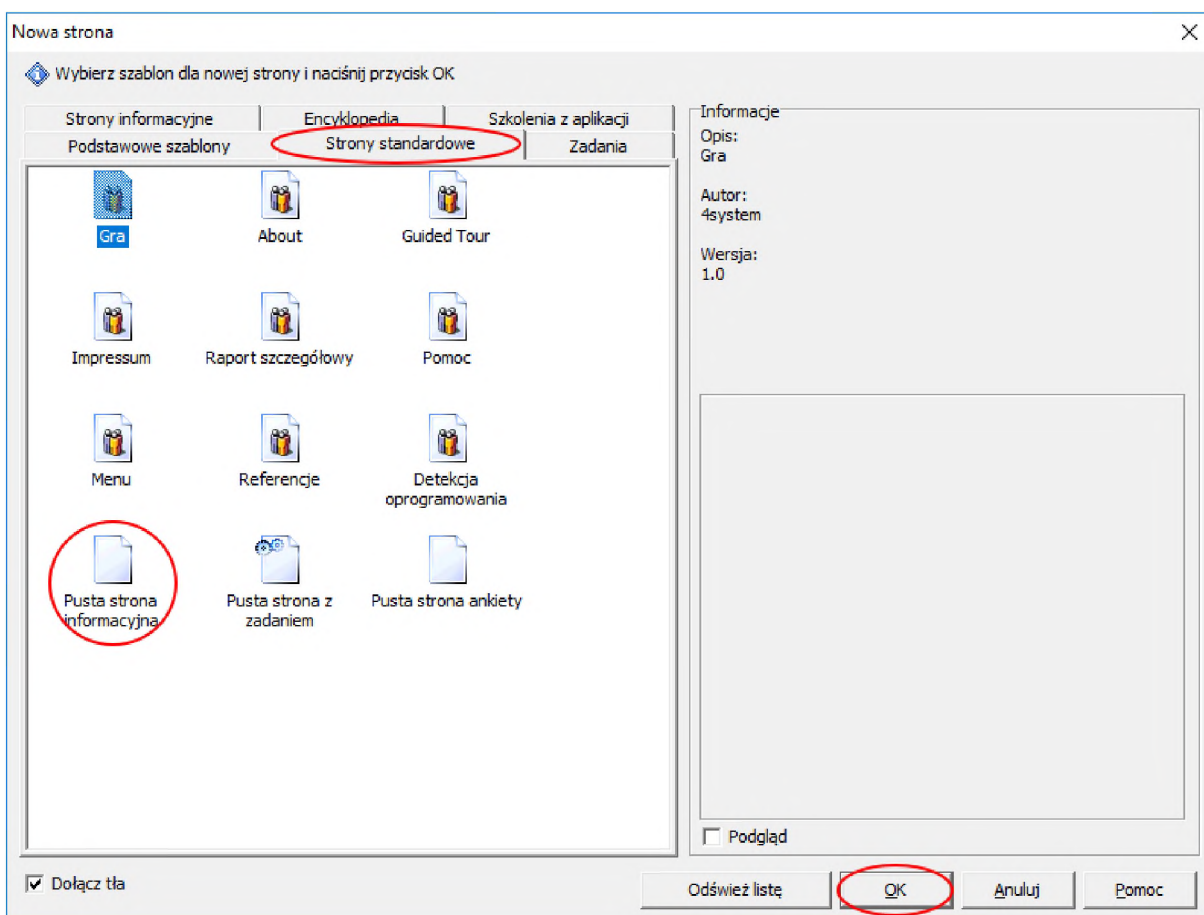 Nowa strona
Wybierz szablon dla nowej strony i naciśnij przycisk OK
Strony informacyjne
Encyklopedia
Szkolenia z aplikacji
Podstawowe szablony
Strony standardowe
Zadania
Gra
About
Guided Tour
Impressum
Raport szczegółowy
Pomoc
Menu
Referencje
Detekcja
oprogramowania
Pusta strona
informacyjna
Pusta strona z
zadaniem
Pusta strona ankiety
Informacje
Opis:
Gra
Autor:
4system
Wersja:
1.0
Podgląd
Dołącz tła
Odśwież listę
OK
Anuluj
Pomoc